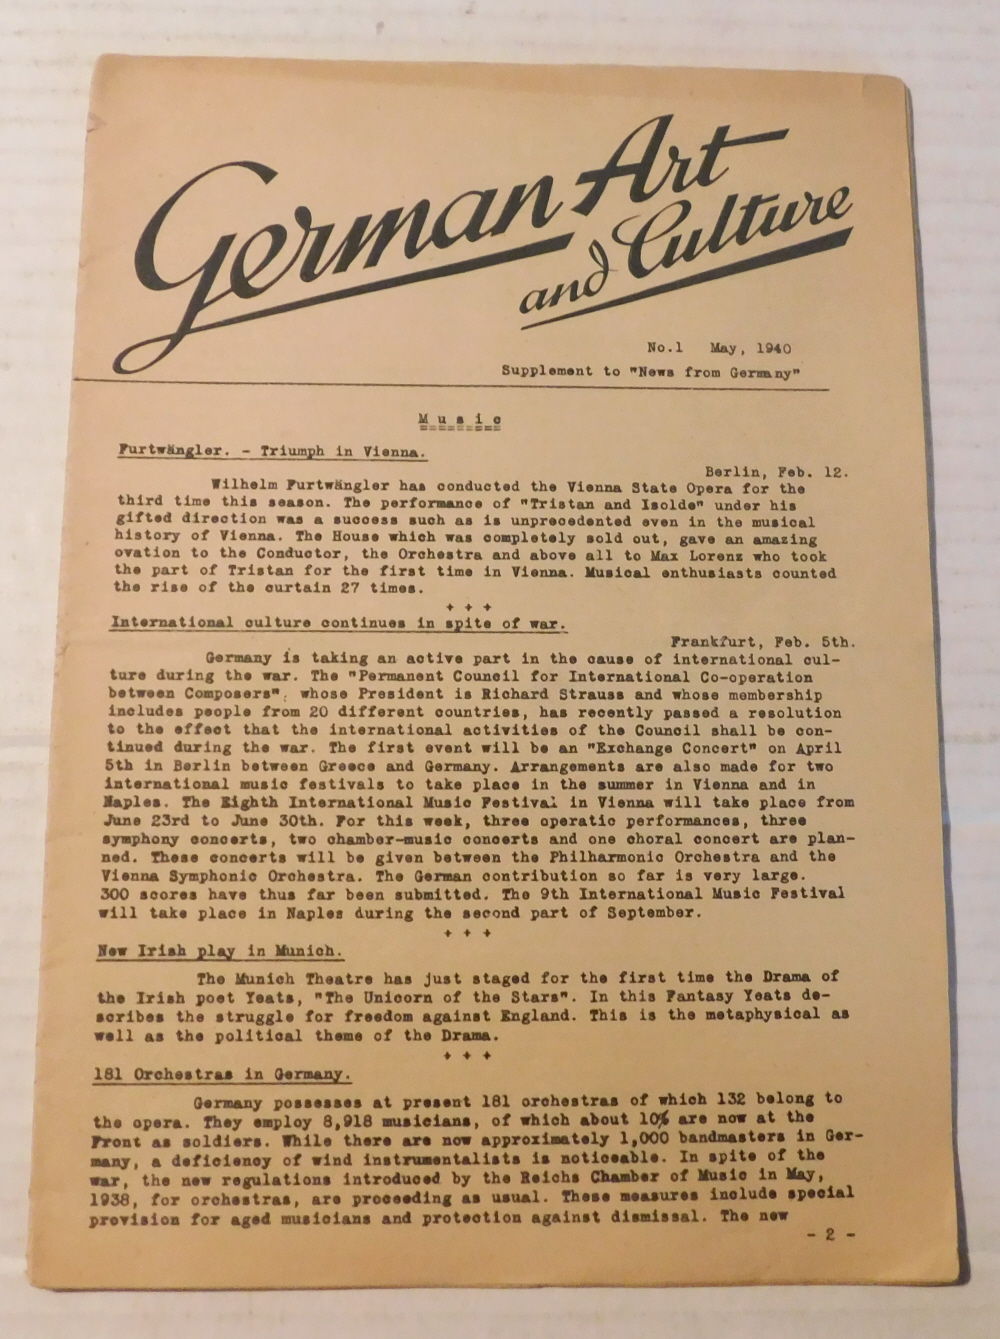 German Art
and Culture
No.1 May, 1940
Supplement to "News from Germany"
Music
Furtwängler. - Triumph in Vienna.
Berlin, Feb. 12.
Wilhelm Furtwängler has conducted the Vienna State Opera for the
third time this season. The performance of "Tristan and Isolde" under his
gifted direction was a success such as is unprecedented even in the musical
history of Vienna. The House which was completely sold out, gave an amazing
ovation to the Conductor, the Orchestra and above all to Max Lorenz who took
the part of Tristan for the first time in Vienna. Musical enthusiasts counted
the rise of the curtain 27 times.
+ + +
International culture continues in spite of war.
Frankfurt, Feb. 5th.
Germany is taking an active part in the cause of international cul-
ture during the war. The "Permanent Council for International Co-operation
between Composers", whose President is Richard Strauss and whose membership
includes people from 20 different countries, has recently passed a resolution
to the effect that the international activities of the Council shall be con-
tinued during the war. The first event will be an "Exchange Concert" on April
5th in Berlin between Greece and Germany. Arrangements are also made for two
international music festivals to take place in the summer in Vienna and in
Naples. The Eighth International Music Festival in Vienna will take place from
June 23rd to June 30th. For this week, three operatic performances, three
symphony concerts, two chamber-music concerts and one choral concert are plan-
ned. These concerts will be given between the Philharmonic Orchestra and the
Vienna Symphonic Orchestra. The German contribution so far is very large.
300 scores have thus far been submitted. The 9th International Music Festival
will take place in Naples during the second part of September.
+ + +
New Irish play in Munich.
The Munich Theatre has just staged for the first time the Drama of
the Irish poet Yeats, "The Unicorn of the Stars". In this Fantasy Yeats de-
scribes the struggle for freedom against England. This is the metaphysical as
well as the political theme of the Drama.
+ + +
181 Orchestras in Germany.
Germany possesses at present 181 orchestras of which 132 belong to
the opera. They employ 8,918 musicians, of which about 10% are now at the
Front as soldiers. While there are now approximately 1,000 bandmasters in Ger-
many, a deficiency of wind instrumentalists is noticeable. In spite of the
war, the new regulations introduced by the Reichs Chamber of Music in May,
1938, for orchestras, are proceeding as usual. These measures include special
provision for aged musicians and protection against dismissal. The new
- 2 -